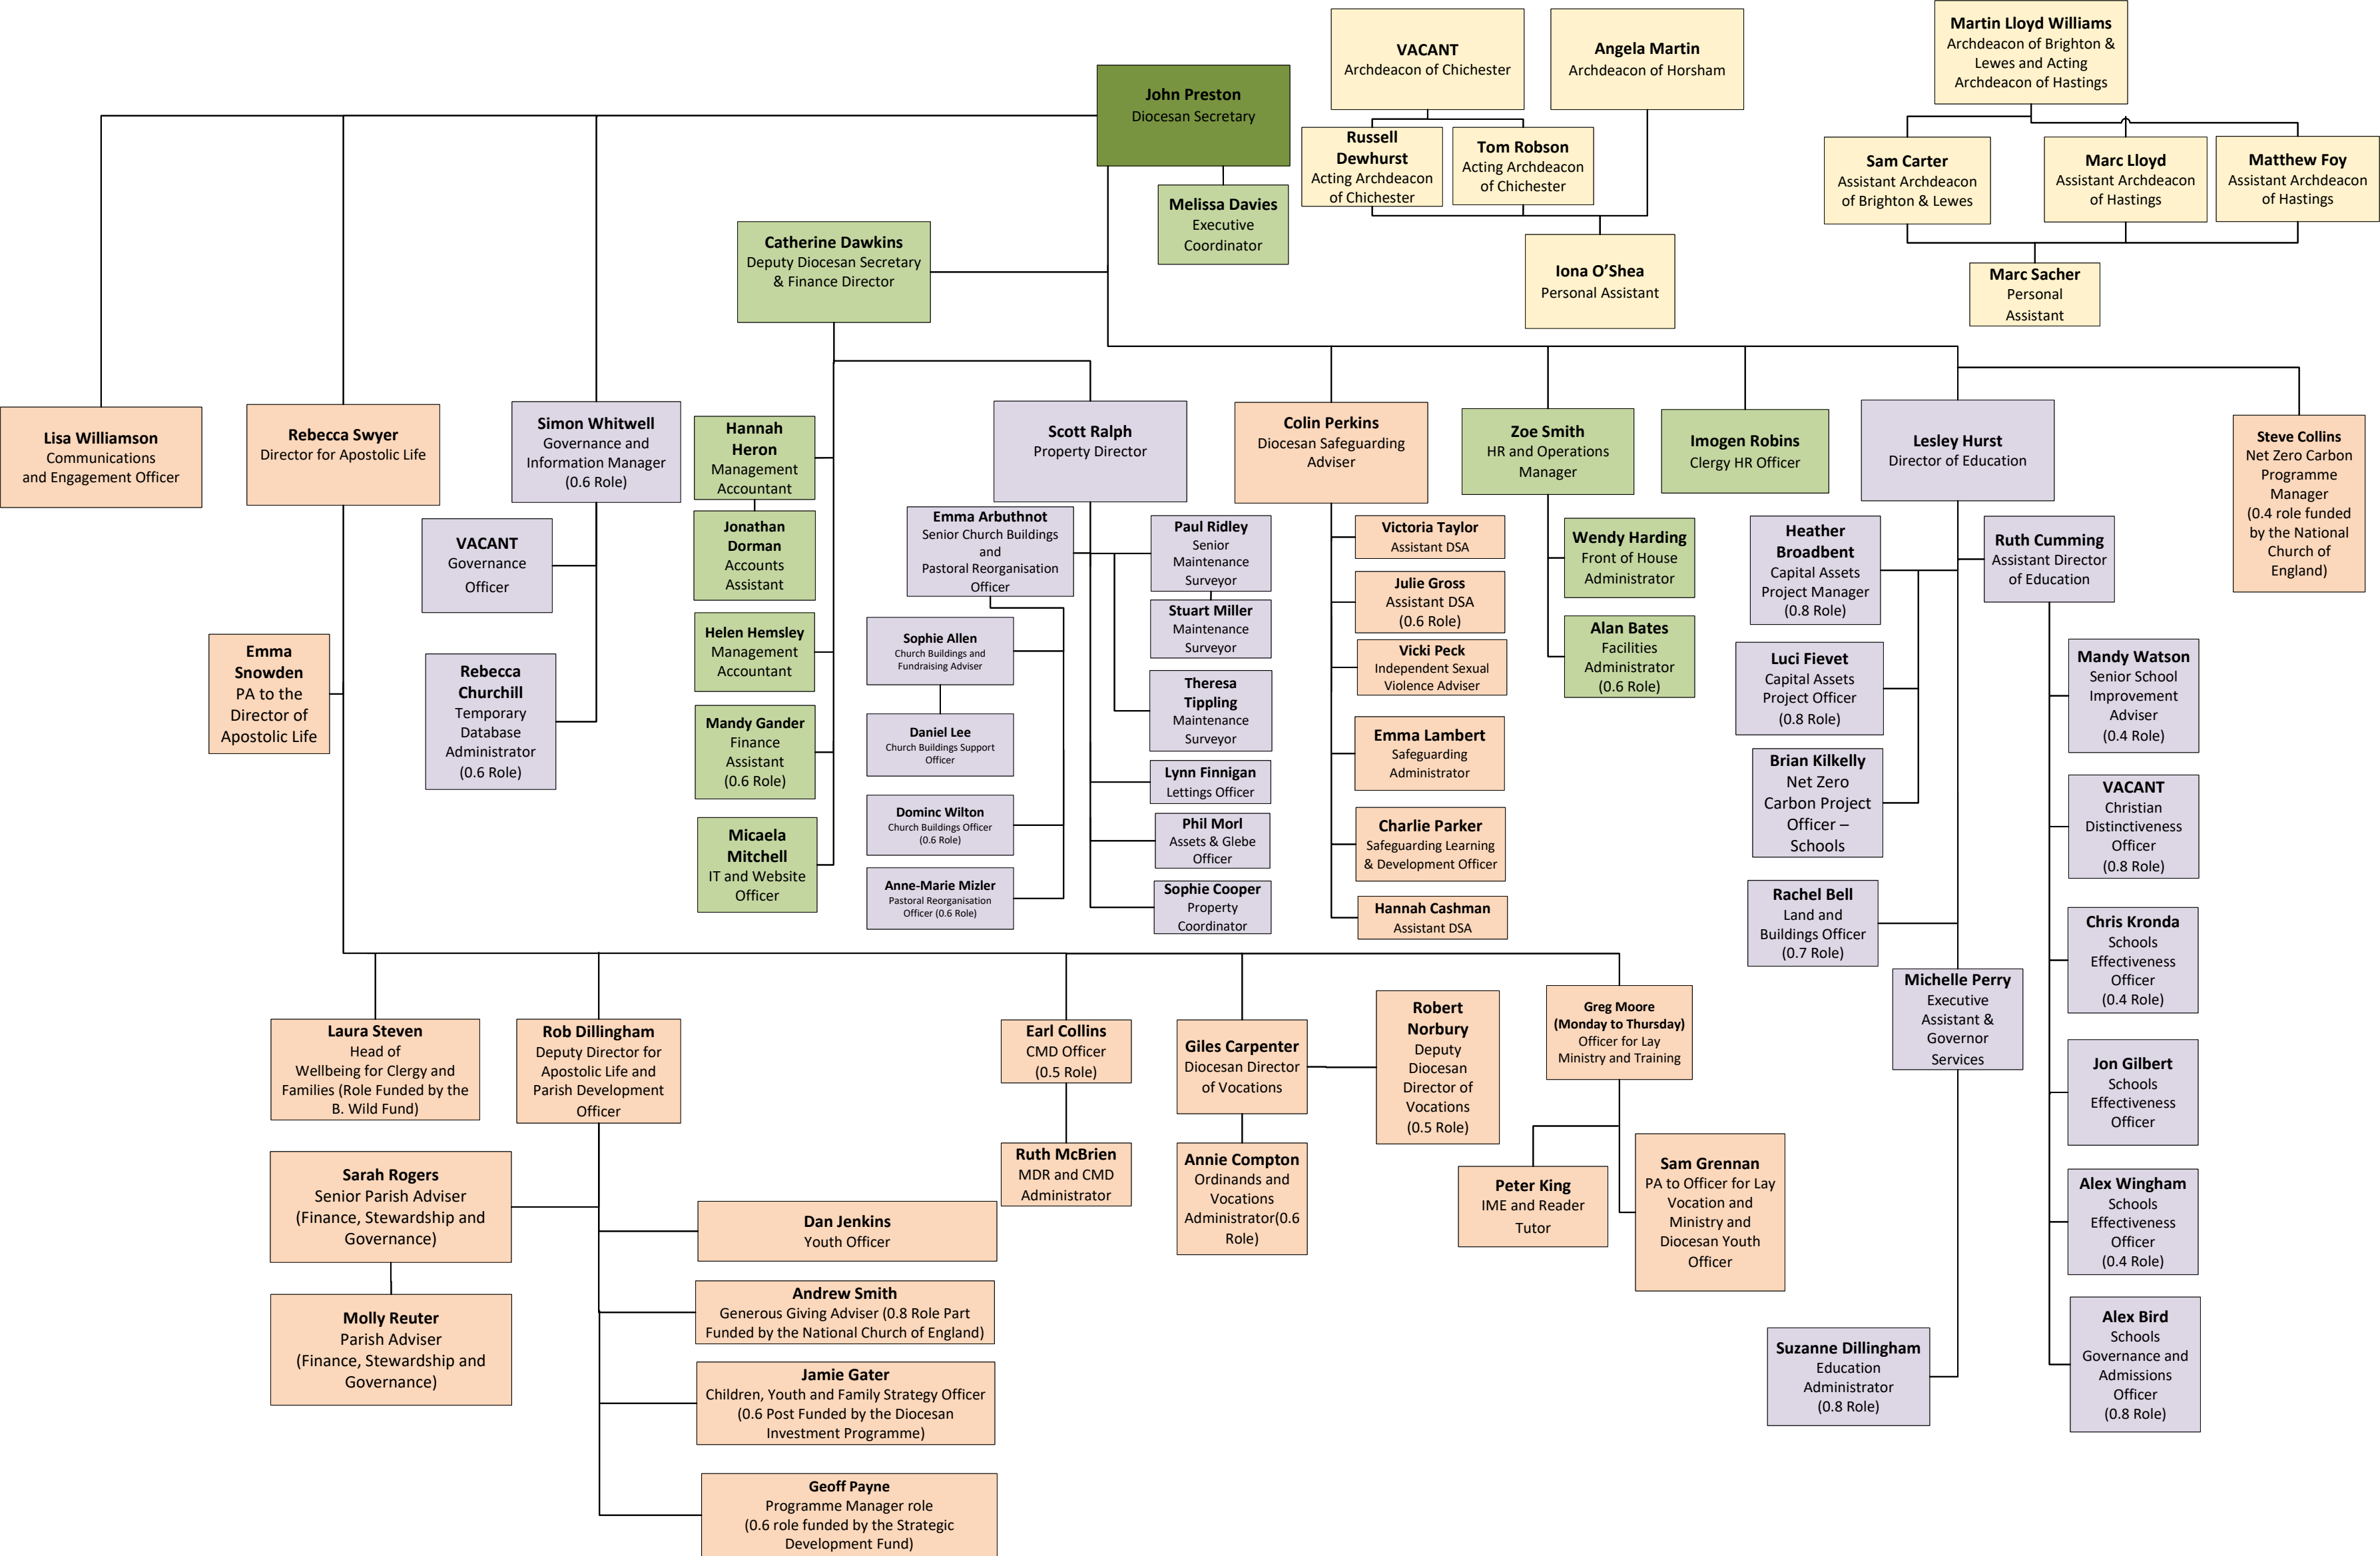 VACANT
Archdeacon of Chichester
Angela Martin
Archdeacon of Horsham
Martin Lloyd Williams
Archdeacon of Brighton &
Lewes and Acting
Archdeacon of Hastings
John Preston
Diocesan Secretary
Russell
Dewhurst
Acting Archdeacon
of Chichester
Tom Robson
Acting Archdeacon
of Chichester
Sam Carter
Assistant Archdeacon
of Brighton & Lewes
Marc Lloyd
Assistant Archdeacon
of Hastings
Matthew Foy
Assistant Archdeacon
of Hastings
Melissa Davies
Executive
Coordinator
Catherine Dawkins
Deputy Diocesan Secretary
& Finance Director
Iona O’Shea
Personal Assistant
Marc Sacher
Personal
Assistant
Lisa Williamson
Communications
and Engagement Officer
Rebecca Swyer
Director for Apostolic Life
Simon Whitwell
Governance and
Information Manager
(0.6 Role)
Hannah
Heron
Management
Accountant
Scott Ralph
Property Director
Colin Perkins
Diocesan Safeguarding
Adviser
Zoe Smith
HR and Operations
Manager
Imogen Robins
Clergy HR Officer
Lesley Hurst
Director of Education
Steve Collins
Net Zero Carbon
Programme
Manager
(0.4 role funded
by the National
Church of
England)
VACANT
Governance
Officer
Rebecca
Churchill
Temporary
Database
Administrator
(0.6 Role)
Emma
Snowden
PA to the
Director of
Apostolic Life
Jonathan
Dorman
Accounts
Assistant
Helen Hemsley
Management
Accountant
Mandy Gander
Finance
Assistant
(0.6 Role)
Micaela
Mitchell
IT and Website
Officer
Emma Arbuthnot
Senior Church Buildings
and
Pastoral Reorganisation
Officer
Sophie Allen
Church Buildings and
Fundraising Adviser
Daniel Lee
Church Buildings Support
Officer
Dominc Wilton
Church Buildings Officer
(0.6 Role)
Anne-Marie Mizler
Pastoral Reorganisation
Officer (0.6 Role)
Paul Ridley
Senior
Maintenance
Surveyor
Stuart Miller
Maintenance
Surveyor
Theresa
Tippling
Maintenance
Surveyor
Lynn Finnigan
Lettings Officer
Phil Morl
Assets & Glebe
Officer
Sophie Cooper
Property
Coordinator
Victoria Taylor
Assistant DSA
Julie Gross
Assistant DSA
(0.6 Role)
Vicki Peck
Independent Sexual
Violence Adviser
Emma Lambert
Safeguarding
Administrator
Charlie Parker
Safeguarding Learning
& Development Officer
Hannah Cashman
Assistant DSA
Wendy Harding
Front of House
Administrator
Alan Bates
Facilities
Administrator
(0.6 Role)
Heather
Broadbent
Capital Assets
Project Manager
(0.8 Role)
Luci Fievet
Capital Assets
Project Officer
(0.8 Role)
Brian Kilkelly
Net Zero
Carbon Project
Officer –
Schools
Rachel Bell
Land and
Buildings Officer
(0.7 Role)
Michelle Perry
Executive
Assistant &
Governor
Services
Suzanne Dillingham
Education
Administrator
(0.8 Role)
Ruth Cumming
Assistant Director
of Education
Mandy Watson
Senior School
Improvement
Adviser
(0.4 Role)
VACANT
Christian
Distinctiveness
Officer
(0.8 Role)
Chris Kronda
Schools
Effectiveness
Officer
(0.4 Role)
Jon Gilbert
Schools
Effectiveness
Officer
Alex Wingham
Schools
Effectiveness
Officer
(0.4 Role)
Alex Bird
Schools
Governance and
Admissions
Officer
(0.8 Role)
Laura Steven
Head of
Wellbeing for Clergy and
Families (Role Funded by the
B. Wild Fund)
Rob Dillingham
Deputy Director for
Apostolic Life and
Parish Development
Officer
Earl Collins
CMD Officer
(0.5 Role)
Ruth McBrien
MDR and CMD
Administrator
Giles Carpenter
Diocesan Director
of Vocations
Annie Compton
Ordinands and
Vocations
Administrator(0.6
Role)
Robert
Norbury
Deputy
Diocesan
Director of
Vocations
(0.5 Role)
Greg Moore
(Monday to Thursday)
Officer for Lay
Ministry and Training
Peter King
IME and Reader
Tutor
Sam Grennan
PA to Officer for Lay
Vocation and
Ministry and
Diocesan Youth
Officer
Sarah Rogers
Senior Parish Adviser
(Finance, Stewardship and
Governance)
Molly Reuter
Parish Adviser
(Finance, Stewardship and
Governance)
Dan Jenkins
Youth Officer
Andrew Smith
Generous Giving Adviser (0.8 Role Part
Funded by the National Church of England)
Jamie Gater
Children, Youth and Family Strategy Officer
(0.6 Post Funded by the Diocesan
Investment Programme)
Geoff Payne
Programme Manager role
(0.6 role funded by the Strategic
Development Fund)